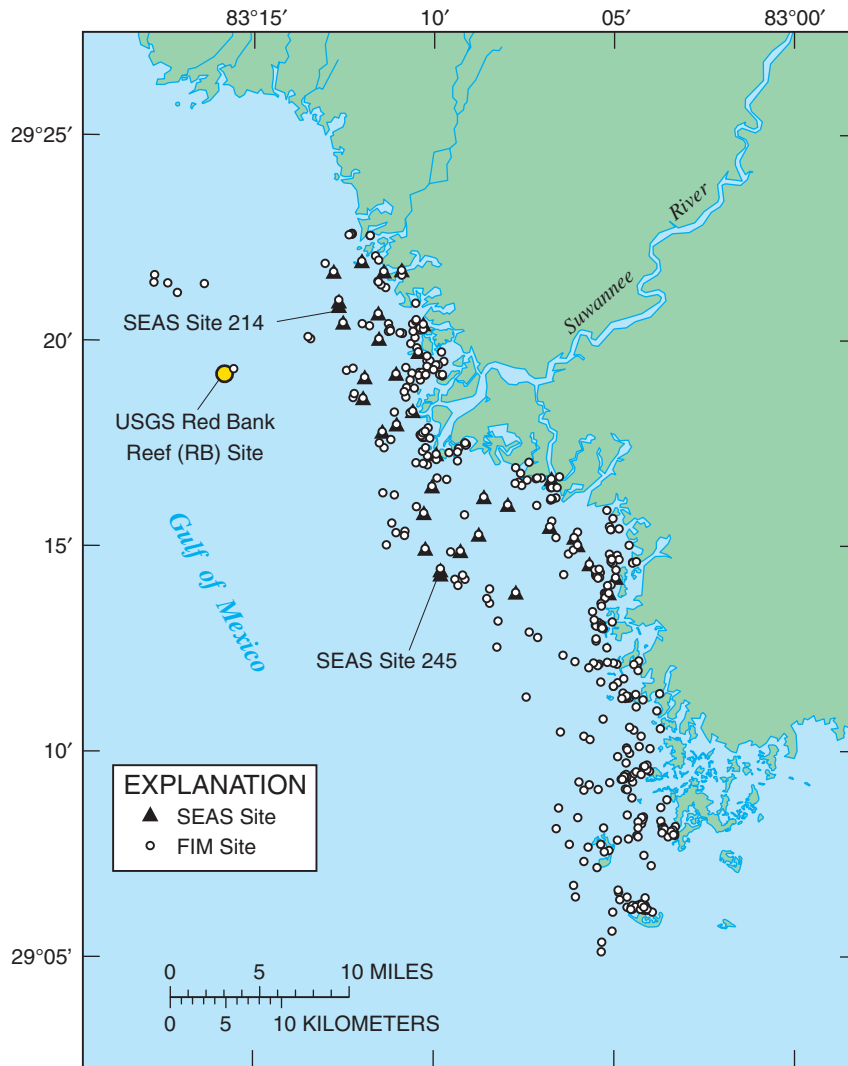 83°15′ 10′ 05′ 83°00′
29°25′
River
Suwannee
20′
SEAS Site 214
USGS Red Bank
Reef (RB) Site
Gulf of Mexico
15′
SEAS Site 245
10′
EXPLANATION
SEAS Site
FIM Site
29°05′
0 5 10 MILES
0 5 10 KILOMETERS